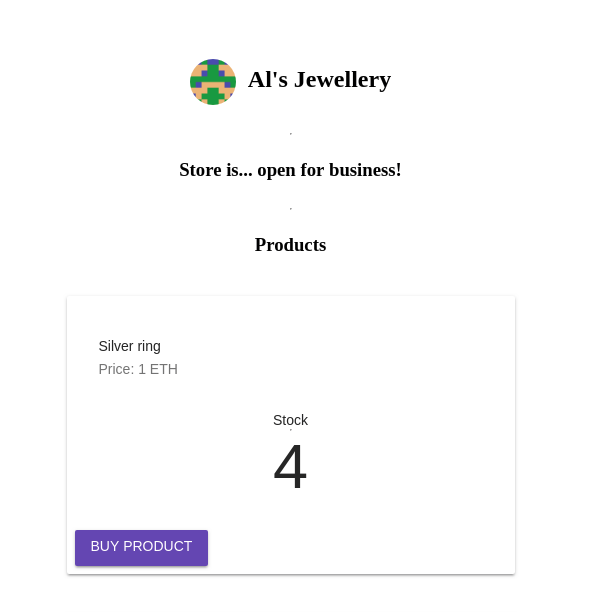 Al's Jewellery
Store is... open for business!
Products
Silver ring
Price: 1 ETH
Stock
4
BUY PRODUCT